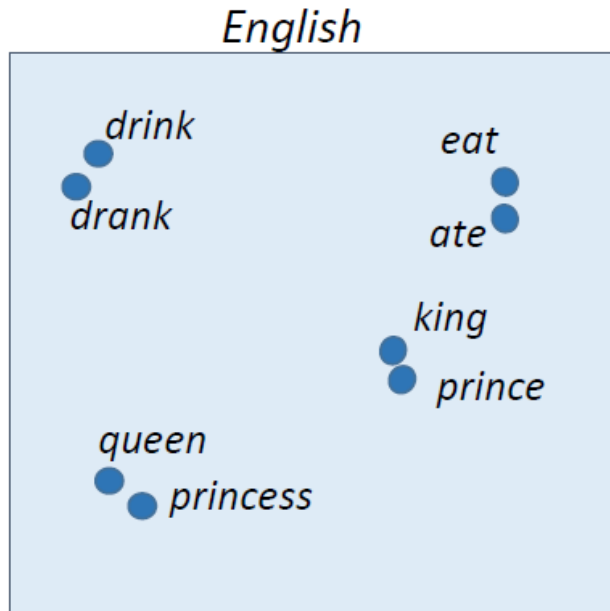 English
drink
drank
eat
ate
king
prince
queen
princess